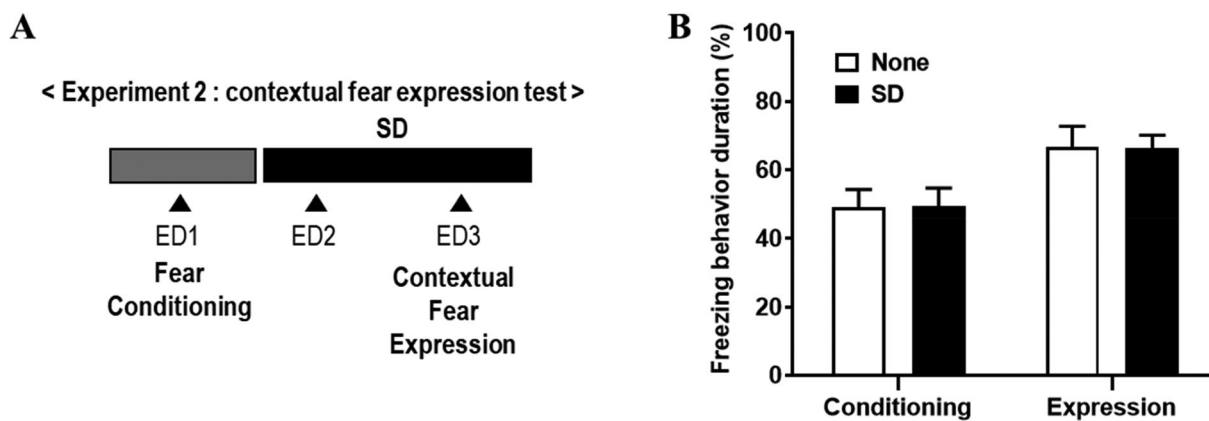 A
< Experiment 2 : contextual fear expression test >
SD
ED1
ED2
ED3
Fear
Conditioning
Contextual
Fear
Expression
B
Freezing behavior duration (%)
100
80
60
40
20
0
None
SD
Conditioning
Expression